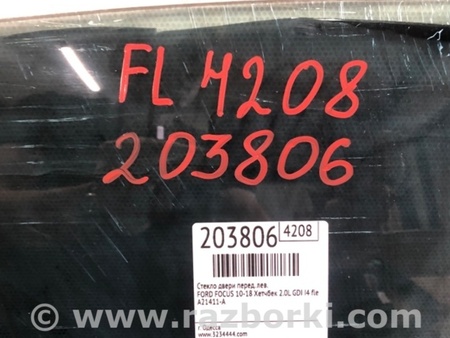 FL 4208
203806
203806 4208
Стекло двери перед. лев.
FORD FOCUS 10-18 Хетчбек 2.0L GDI I4 fle
A21411-A
г. Одесса
www.3234444.com
© www.razborki.com